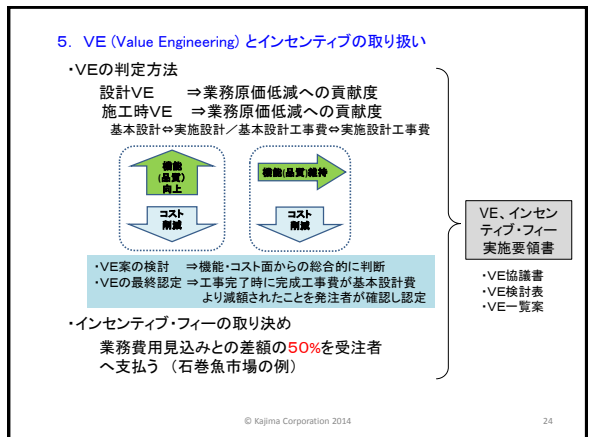 5. VE (Value Engineering) とインセンティブの取り扱い
・VEの判定方法
設計VE ⇒業務原価低減への貢献度
施工時VE ⇒業務原価低減への貢献度
基本設計⇔実施設計/基本設計工事費⇔実施設計工事費
機能
(品質)
向上
コスト
削減
機能(品質)維持
コスト
削減
・VE案の検討 ⇒機能・コスト面からの総合的に判断
・VEの最終認定 ⇒工事完了時に完成工事費が基本設計費
より減額されたことを発注者が確認し認定
・インセンティブ・フィーの取り決め
業務費用見込みとの差額の50%を受注者
へ支払う (石巻魚市場の例)
VE、インセン
ティブ・フィー
実施要領書
・VE協議書
・VE検討表
・VE一覧案
© Kajima Corporation 2014
24